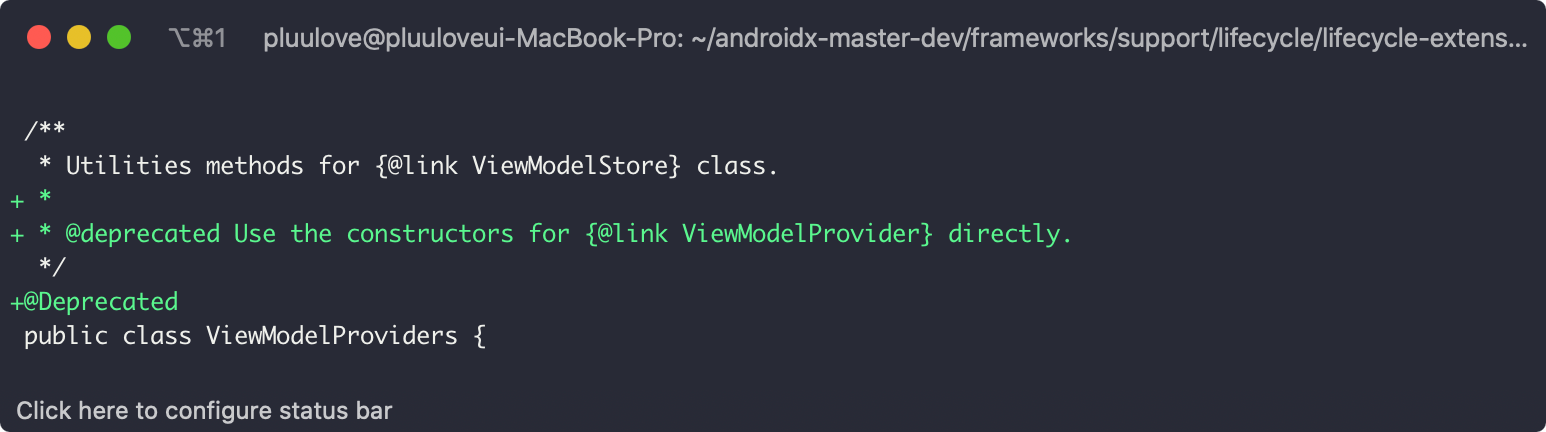 ⌥⌘1 pluulove@pluuloveui-MacBook-Pro: ~/androidx-master-dev/frameworks/support/lifecycle/lifecycle-extens...
/**
 * Utilities methods for {@link ViewModelStore} class.
+ *
+ * @deprecated Use the constructors for {@link ViewModelProvider} directly.
 */
+@Deprecated
public class ViewModelProviders {
Click here to configure status bar